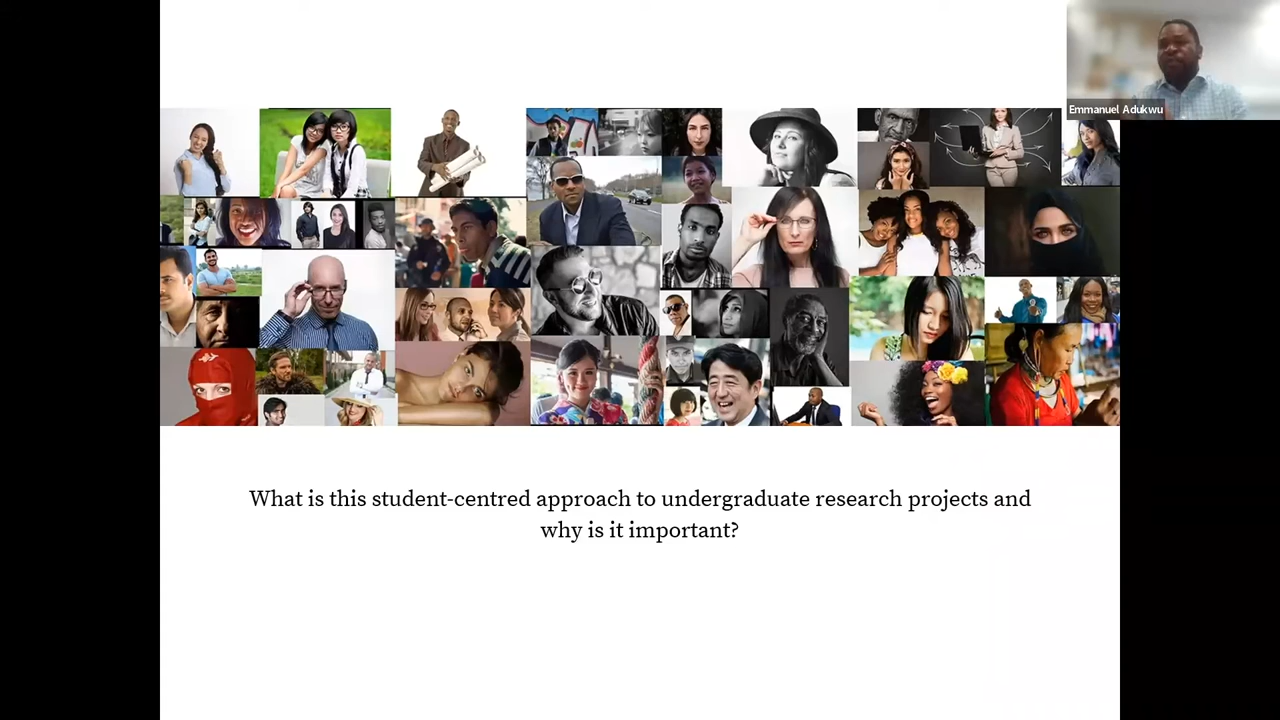 Emmanuel Adukwu
What is this student-centred approach to undergraduate research projects and
why is it important?